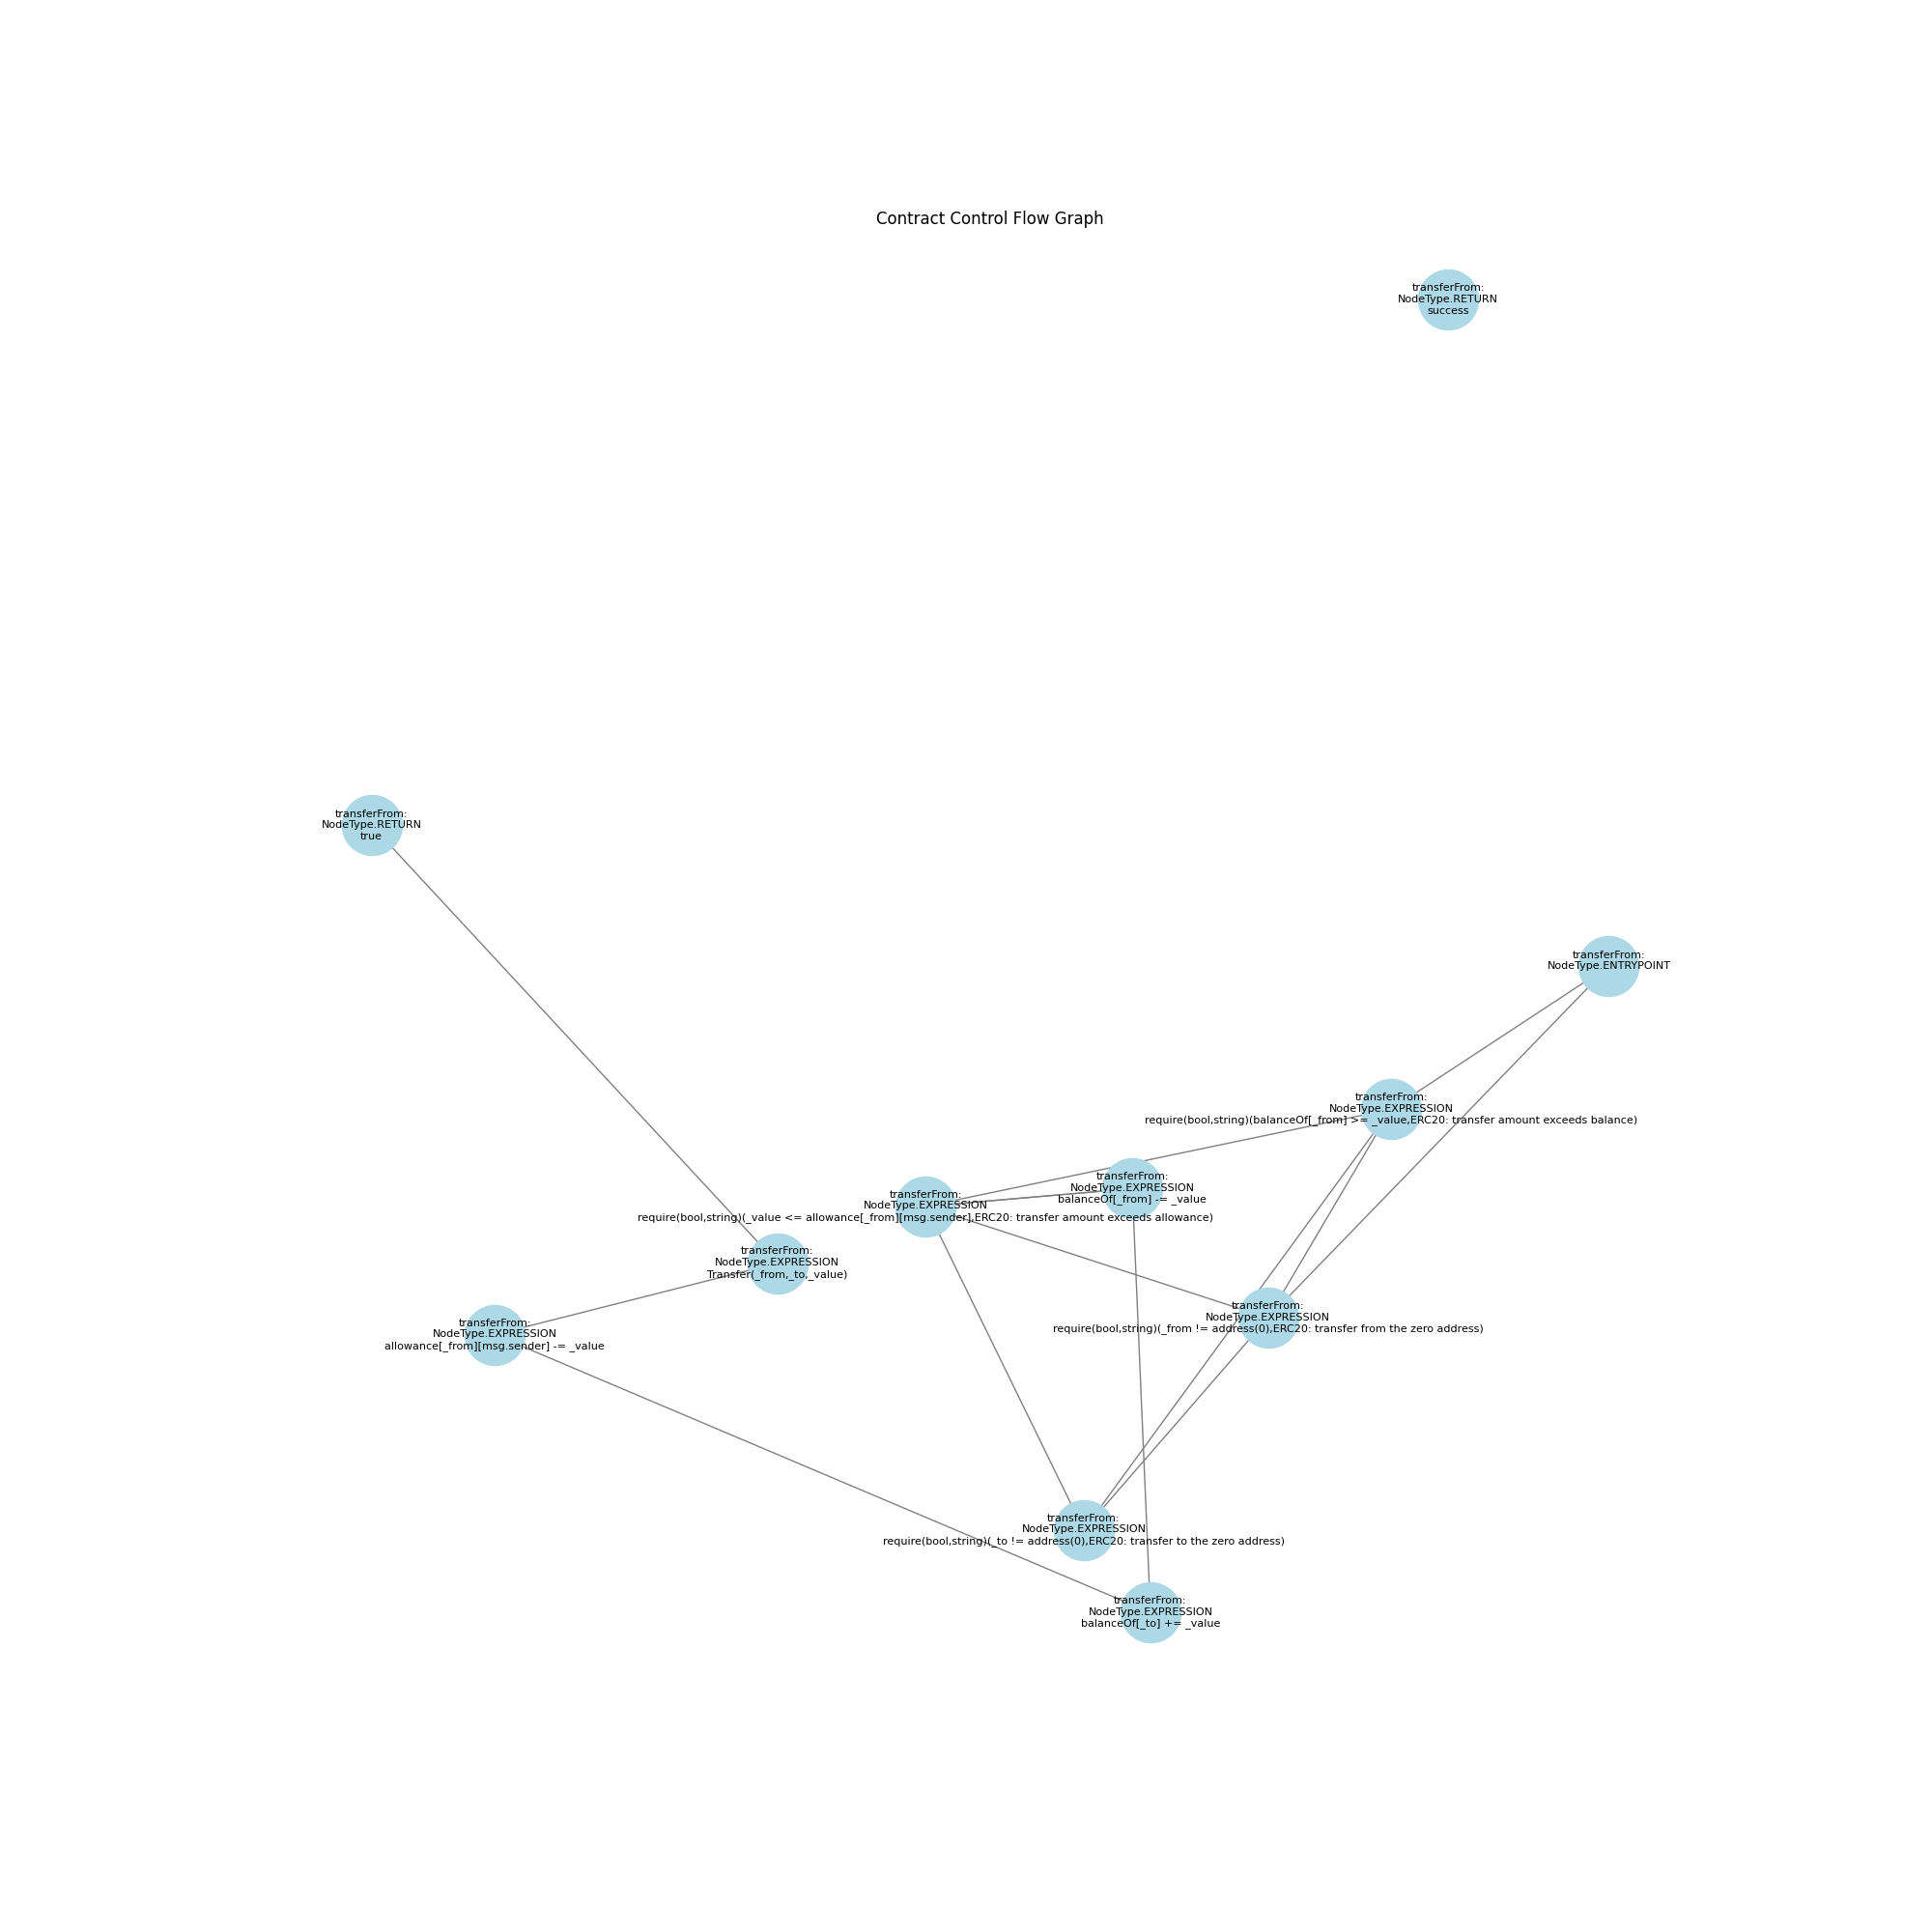 Contract Control Flow Graph
transferFrom:
NodeType.RETURN
success
transferFrom:
NodeType.RETURN
true
transferFrom:
NodeType.ENTRYPOINT
transferFrom:
NodeType.EXPRESSION
require(bool,string)(balanceOf[_from] >= _value,ERC20: transfer amount exceeds balance)
transferFrom:
NodeType.EXPRESSION
balanceOf[_from] -= _value
transferFrom:
NodeType.EXPRESSION
require(bool,string)(_value <= allowance[_from][msg.sender],ERC20: transfer amount exceeds allowance)
transferFrom:
NodeType.EXPRESSION
Transfer(_from,_to,_value)
transferFrom:
NodeType.EXPRESSION
require(bool,string)(_from != address(0),ERC20: transfer from the zero address)
transferFrom:
NodeType.EXPRESSION
allowance[_from][msg.sender] -= _value
transferFrom:
NodeType.EXPRESSION
require(bool,string)(_to != address(0),ERC20: transfer to the zero address)
transferFrom:
NodeType.EXPRESSION
balanceOf[_to] += _value